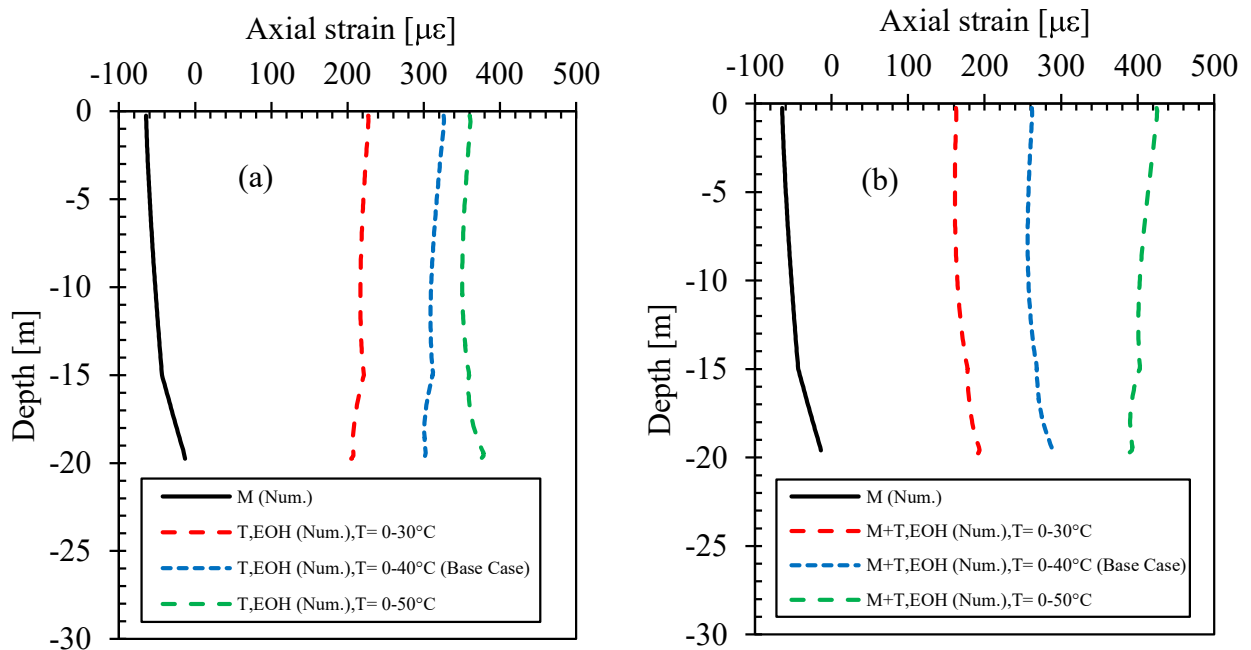 Axial strain [με]
-100 0 100 200 300 400 500
0
-5
-10
-15
-20
-25
-30
Depth [m]
(a)
M (Num.)
T,EOH (Num.),T= 0-30°C
T,EOH (Num.),T= 0-40°C (Base Case)
T,EOH (Num.),T= 0-50°C
Axial strain [με]
-100 0 100 200 300 400 500
0
-5
-10
-15
-20
-25
-30
Depth [m]
(b)
M (Num.)
M+T,EOH (Num.),T= 0-30°C
M+T,EOH (Num.),T= 0-40°C (Base Case)
M+T,EOH (Num.),T= 0-50°C